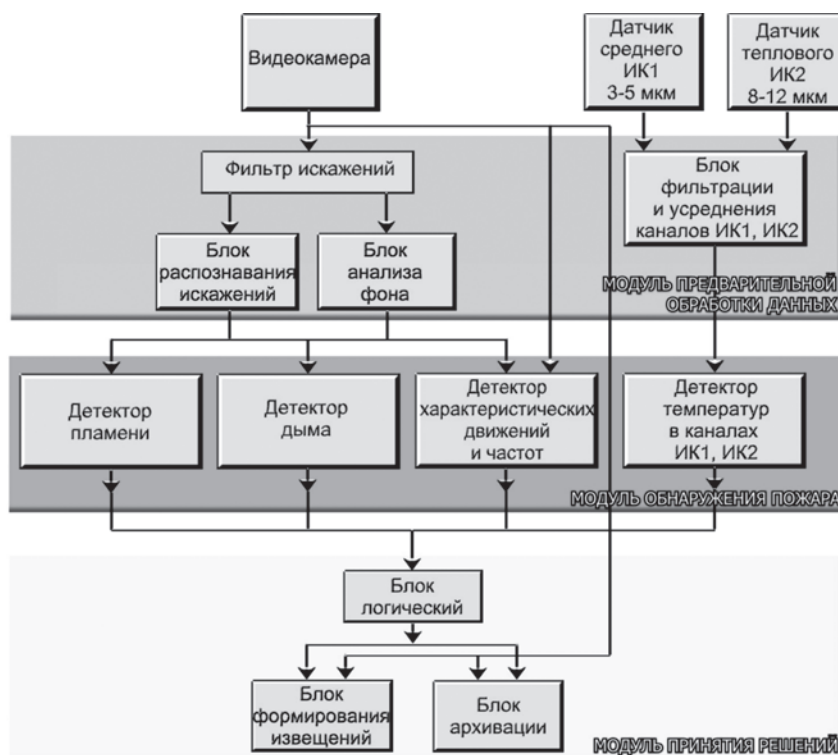 Видеокамера
Датчик
среднего
ИК1
3-5 мкм
Датчик
теплового
ИК2
8-12 мкм
Фильтр искажений
Блок
фильтрации
и усреднения
каналов ИК1, ИК2
Блок
распознавания
искажений
Блок
анализа
фона
МОДУЛЬ ПРЕДВАРИТЕЛЬНОЙ
ОБРАБОТКИ ДАННЫХ
Детектор
пламени
Детектор
дыма
Детектор
характеристических
движений
и частот
Детектор
температур
в каналах
ИК1, ИК2
МОДУЛЬ ОБНАРУЖЕНИЯ ПОЖАРА
Блок
логический
Блок
формирования
извещений
Блок
архивации
МОДУЛЬ ПРИНЯТИЯ РЕШЕНИЙ